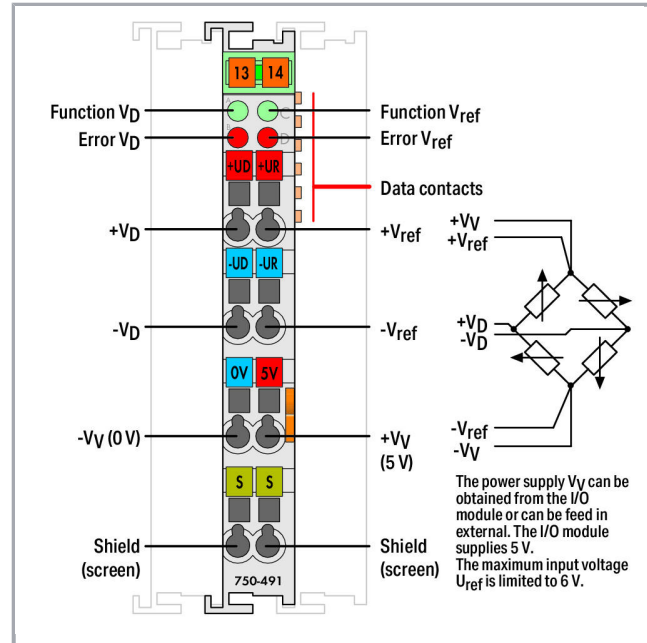 13 14
Function VD
A
C
Function Vref
Error VD
B
D
Error Vref
+UD +UR
Data contacts
+VD
+Vref
-UD -UR
-VD
-Vref
0V 5V
-VV (0 V)
+VV
(5 V)
S S
Shield
(screen)
Shield
(screen)
750-491
+VV
+Vref
+VD
-VD
-Vref
-VV
The power supply VV can be
obtained from the I/O
module or can be feed in
external. The I/O module
supplies 5 V.
The maximum input voltage
Uref is limited to 6 V.